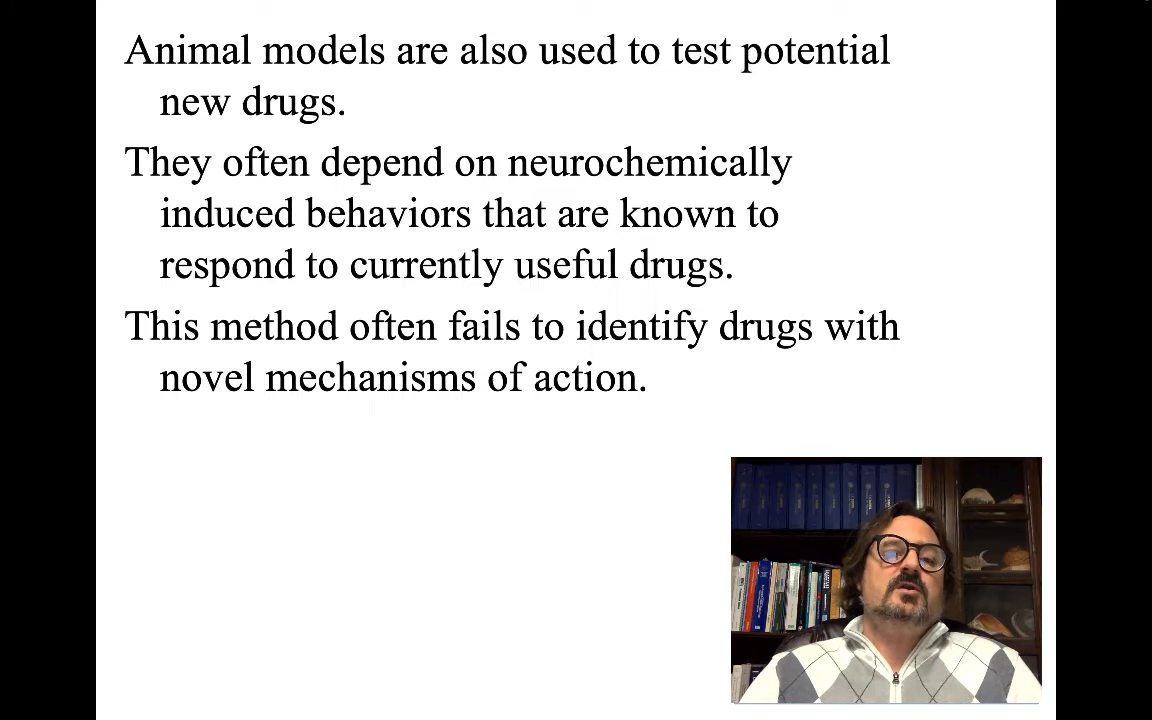 Animal models are also used to test potential
new drugs.
They often depend on neurochemically
induced behaviors that are known to
respond to currently useful drugs.
This method often fails to identify drugs with
novel mechanisms of action.